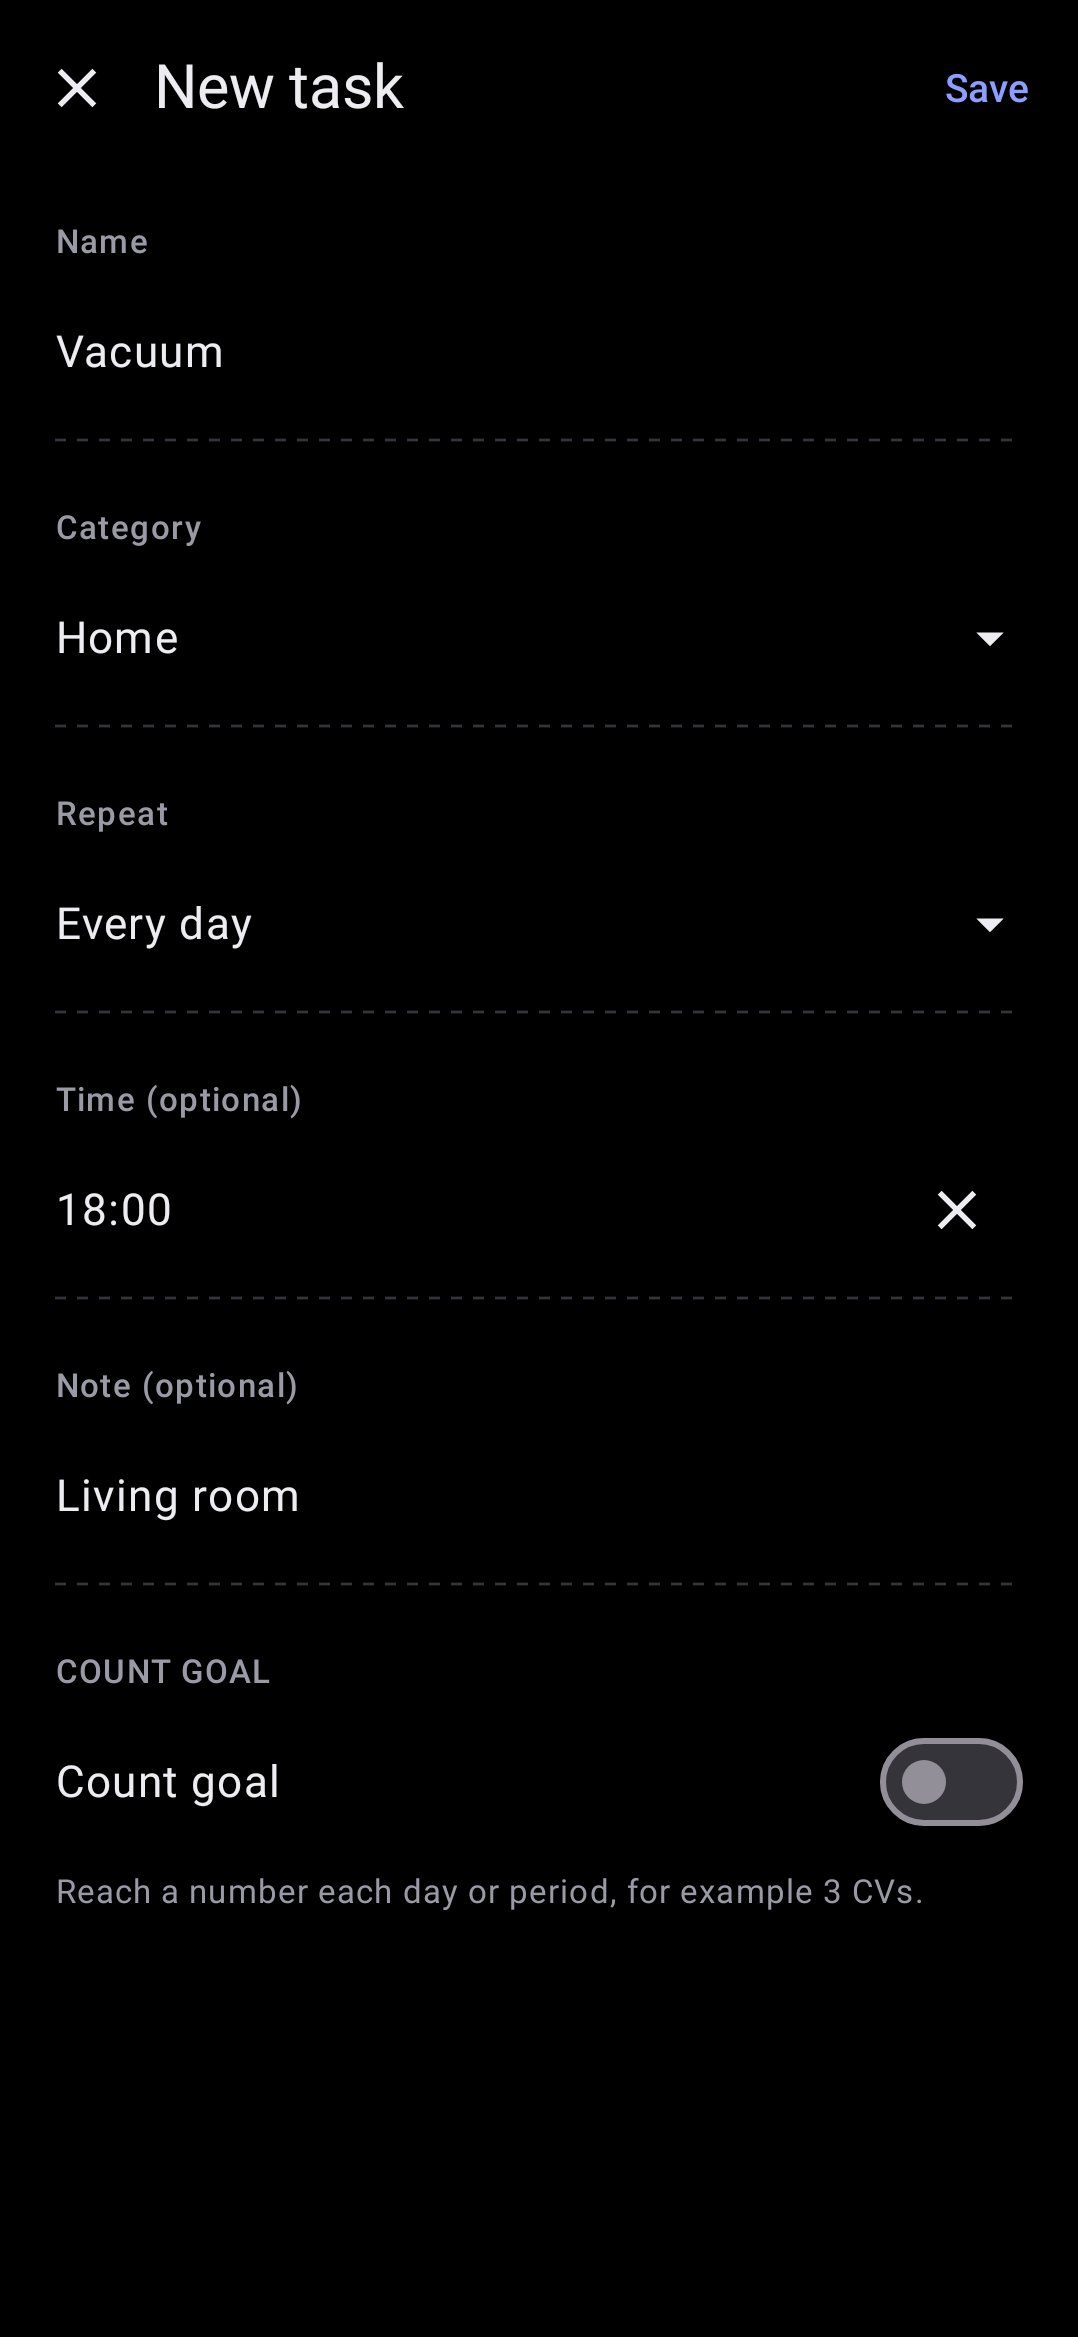 New task
Save
Name
Vacuum
Category
Home
Repeat
Every day
Time (optional)
18:00
Note (optional)
Living room
COUNT GOAL
Count goal
Reach a number each day or period, for example 3 CVs.